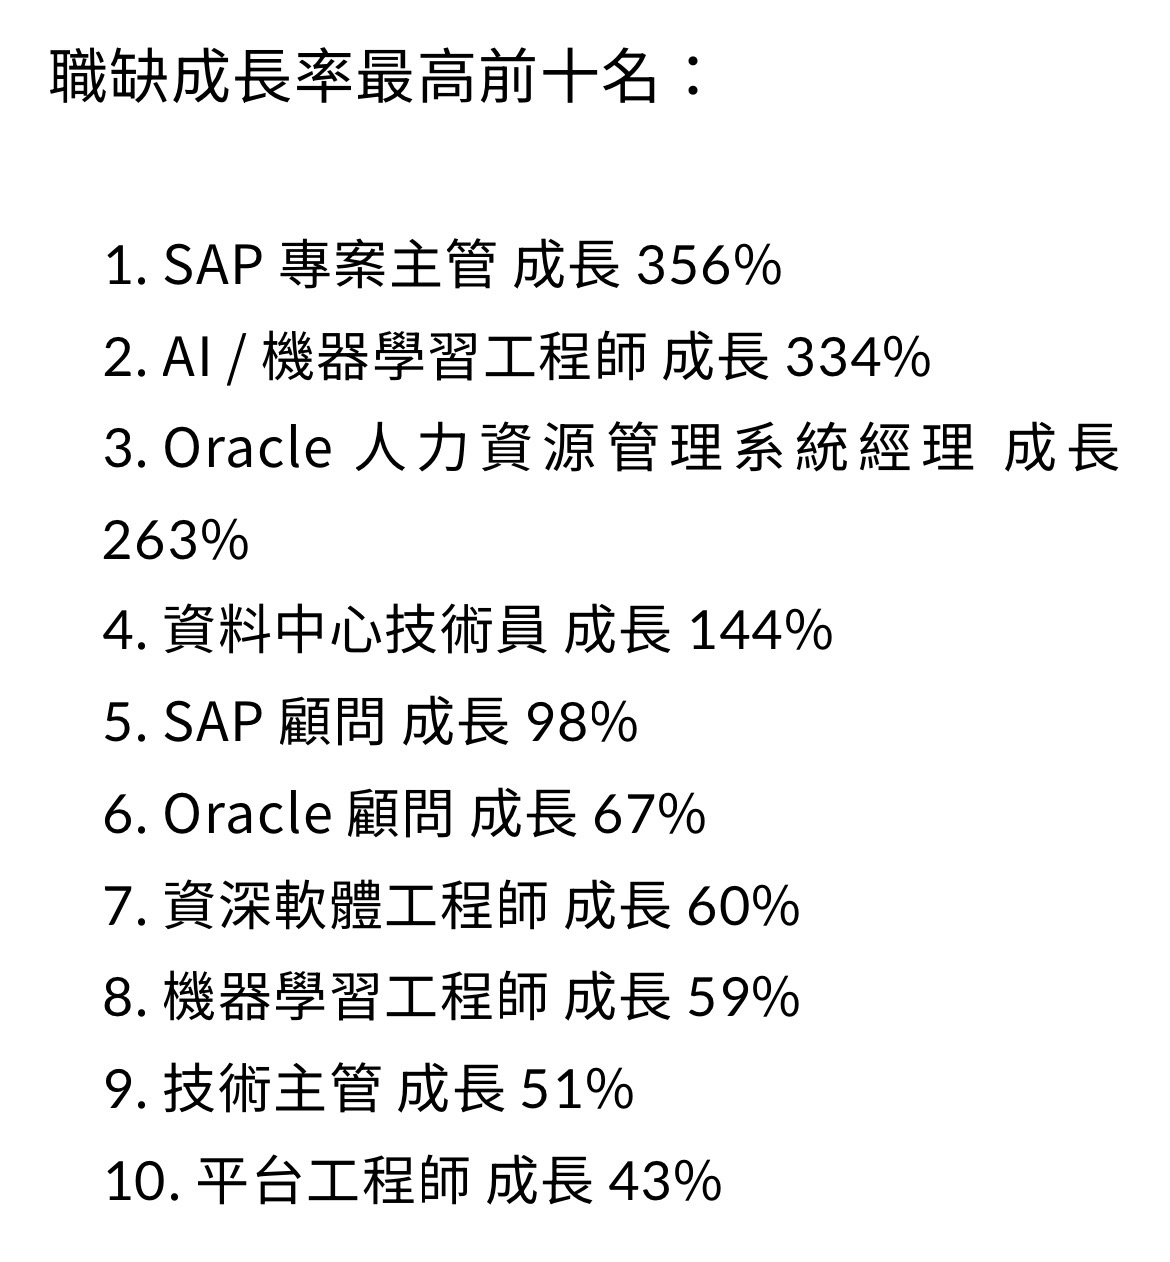 職缺成長率最高前十名：
1. SAP 專案主管 成長 356%
2. AI / 機器學習工程師 成長 334%
3. Oracle 人力資源管理系統經理 成長
263%
4. 資料中心技術員 成長 144%
5. SAP 顧問 成長 98%
6. Oracle 顧問 成長 67%
7. 資深軟體工程師 成長 60%
8. 機器學習工程師 成長 59%
9. 技術主管 成長 51%
10. 平台工程師 成長 43%